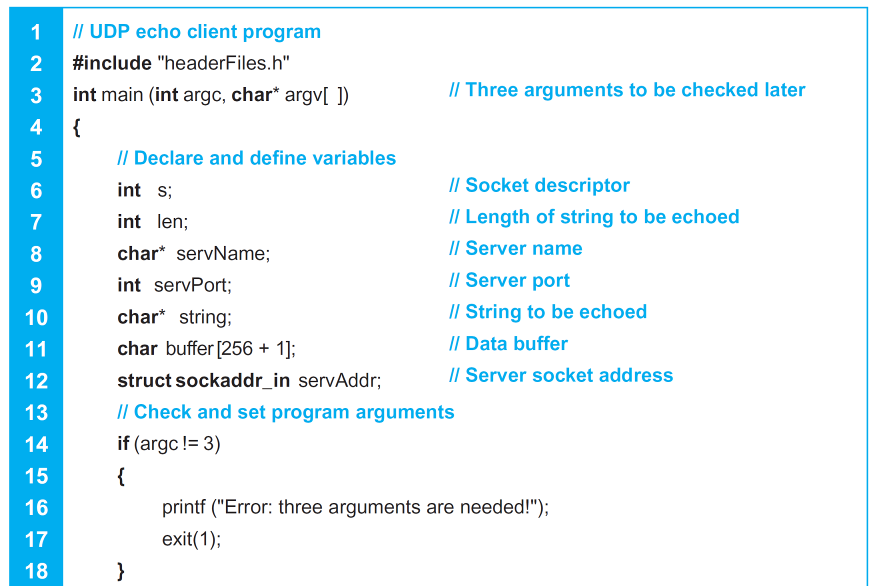 1 // UDP echo client program
2 #include "headerFiles.h"
3 int main (int argc, char* argv[ ]) // Three arguments to be checked later
4 {
5 // Declare and define variables
6 int s; // Socket descriptor
7 int len; // Length of string to be echoed
8 char* servName; // Server name
9 int servPort; // Server port
10 char* string; // String to be echoed
11 char buffer[256 + 1]; // Data buffer
12 struct sockaddr_in servAddr; // Server socket address
13 // Check and set program arguments
14 if (argc != 3)
15 {
16 printf ("Error: three arguments are needed!");
17 exit(1);
18 }